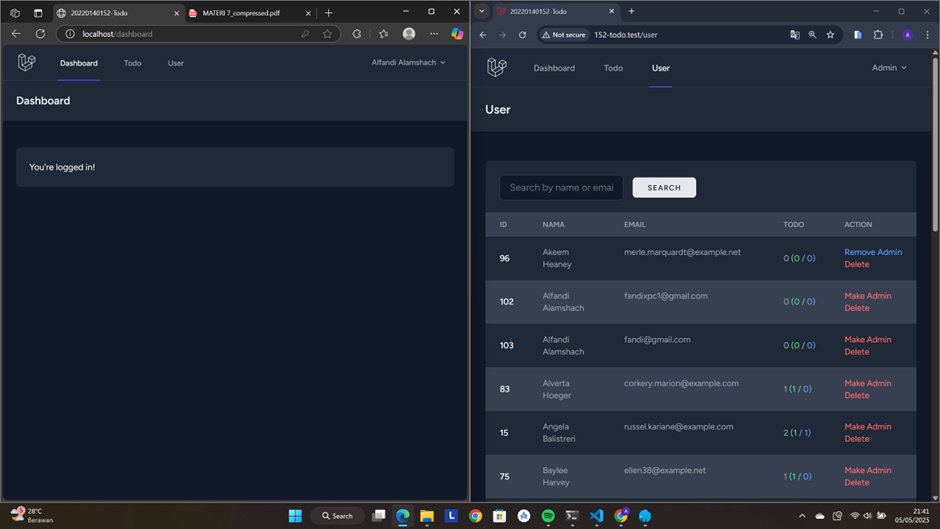 20220140152-Todo
MATERI 7_compressed.pdf
localhost/dashboard
Dashboard Todo User Alfandi Alamshach
Dashboard
You're logged in!
20220140152-Todo
Not secure 152-todo.test/user
A
Dashboard Todo User Admin
User
Search by name or emai SEARCH
ID NAMA EMAIL TODO ACTION
96 Akeem Heaney merle.marquardt@example.net 0 (0 / 0) Remove Admin Delete
102 Alfandi Alamshach fandixpc1@gmail.com 0 (0 / 0) Make Admin Delete
103 Alfandi Alamshach fandi@gmail.com 0 (0 / 0) Make Admin Delete
83 Alverta Hoeger corkery.marion@example.com 1 (1 / 0) Make Admin Delete
15 Angela Balistreri russel.kariane@example.com 2 (1 / 1) Make Admin Delete
75 Baylee Harvey ellen38@example.net 1 (1 / 0) Make Admin Delete
28°C
Berawan
Search
L
21:41
05/05/2025